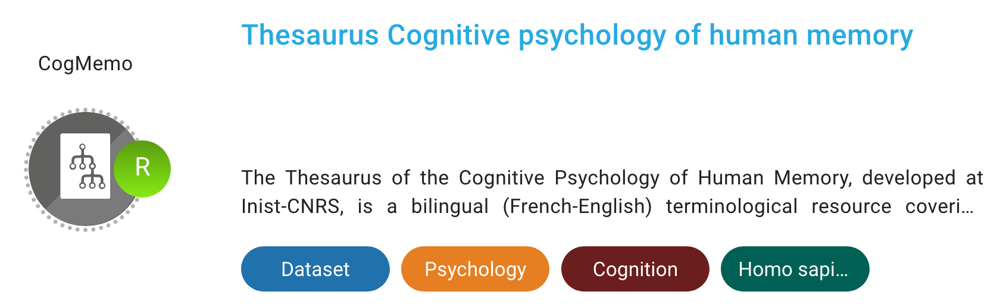 Thesaurus Cognitive psychology of human memory
CogMemo
R
The Thesaurus of the Cognitive Psychology of Human Memory, developed at
Inist-CNRS, is a bilingual (French-English) terminological resource coveri...
Dataset
Psychology
Cognition
Homo sapi...